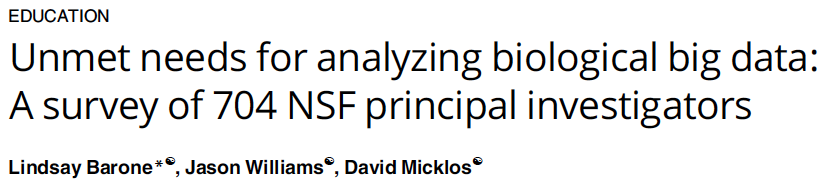 EDUCATION
Unmet needs for analyzing biological big data:
A survey of 704 NSF principal investigators
Lindsay Barone*☯, Jason Williams☯, David Micklos☯